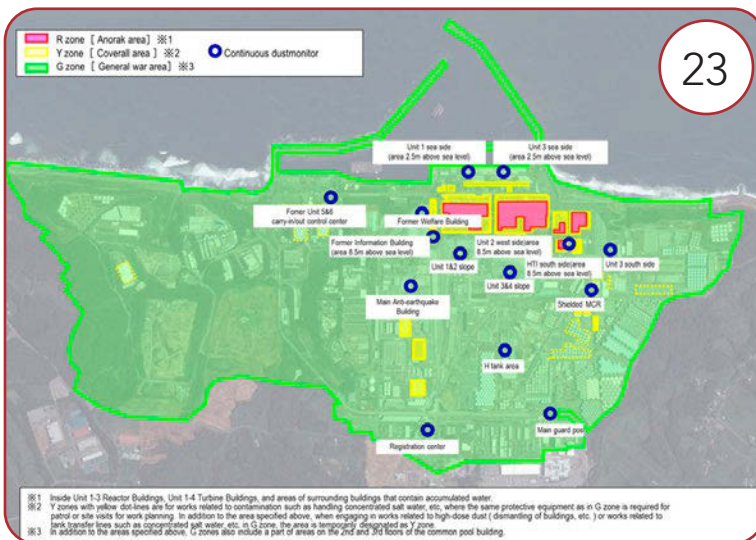 R zone [ Anorak area ] ※1
Y zone [ Coverall area ] ※2
G zone [ General war area ] ※3
Continuous dustmonitor
23
Unit 1 sea side
(area 2.5m above sea level)
Unit 3 sea side
(area 2.5m above sea level)
Fomer Unit 5&6
carry-in/out control center
Former Welfare Building
Former Information Building
(area 8.5m above sea level)
Unit 2 west side(area
8.5m above sea level)
HTI south side(area
8.5m above sea level)
Unit 3 south side
Unit 1&2 slope
Unit 3&4 slope
Main Anti-earthquake
Building
Shielded MCR
H tank area
Main guard pos
Registration center
※1 Inside Unit 1-3 Reactor Buildings, Unit 1-4 Turbine Buildings, and areas of surrounding buildings that contain accumulated water.
※2 Y zones with yellow dot-lines are for works related to contamination such as handling concentrated salt water, etc, where the same protective equipment as in G zone is required for
patrol or site visits for work planning. In addition to the area specified above, when engaging in works related to high-dose dust ( dismantling of buildings, etc. ) or works related to
tank transfer lines such as concentrated salt water, etc. in G zone, the area is temporarily designated as Y zone.
※3 In addition to the areas specified above, G zones also include a part of areas on the 2nd and 3rd floors of the common pool building.